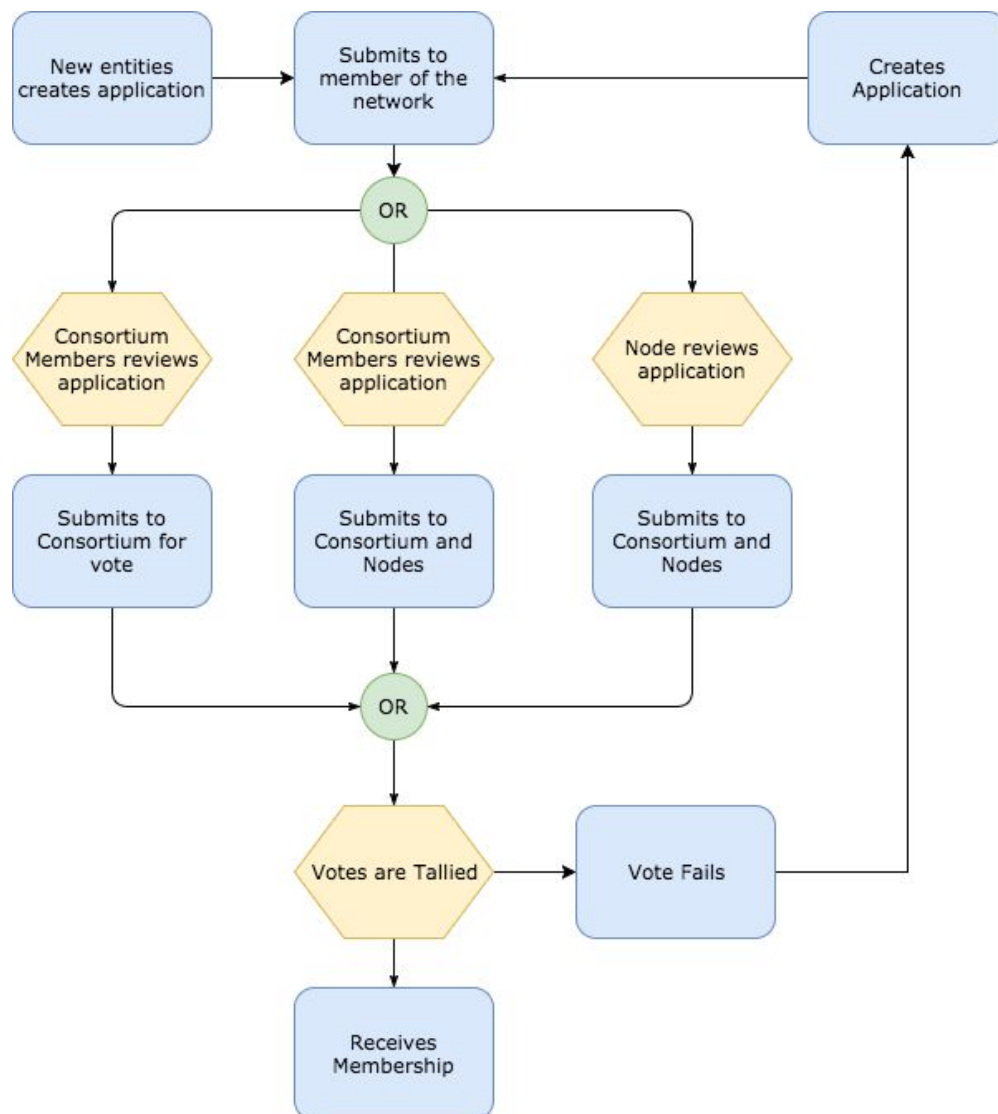 New entities
creates application
Submits to
member of the
network
Creates
Application
OR
Consortium
Members reviews
application
Consortium
Members reviews
application
Node reviews
application
Submits to
Consortium for
vote
Submits to
Consortium and
Nodes
Submits to
Consortium and
Nodes
OR
Votes are Tallied
Vote Fails
Receives
Membership